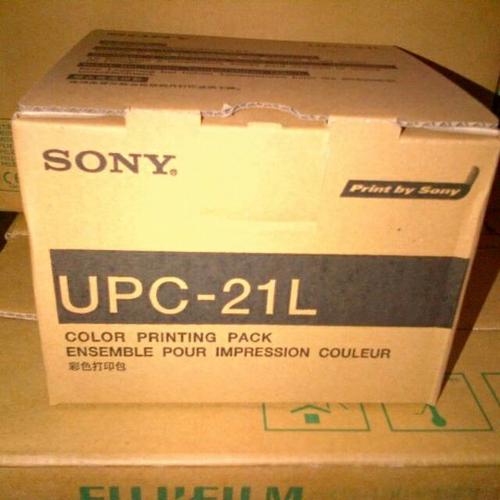 SONY
Print by Sony
UPC-21L
COLOR PRINTING PACK
ENSEMBLE POUR IMPRESSION COULEUR
彩色打印包
FUJIFILM